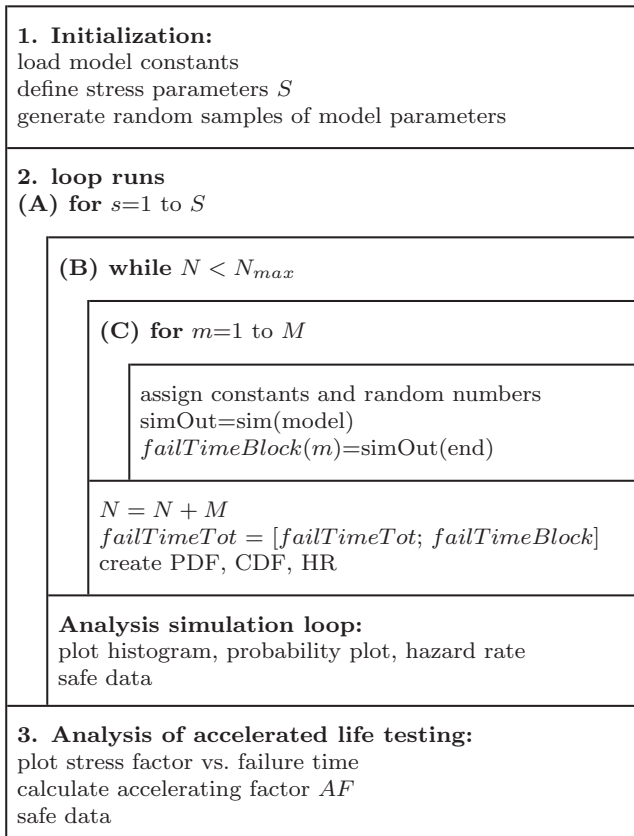 1. Initialization:
load model constants
define stress parameters S
generate random samples of model parameters
2. loop runs
(A) for s=1 to S
(B) while N < N_max
(C) for m=1 to M
assign constants and random numbers
simOut=sim(model)
failTimeBlock(m)=simOut(end)
N = N + M
failTimeTot = [failTimeTot; failTimeBlock]
create PDF, CDF, HR
Analysis simulation loop:
plot histogram, probability plot, hazard rate
safe data
3. Analysis of accelerated life testing:
plot stress factor vs. failure time
calculate accelerating factor AF
safe data